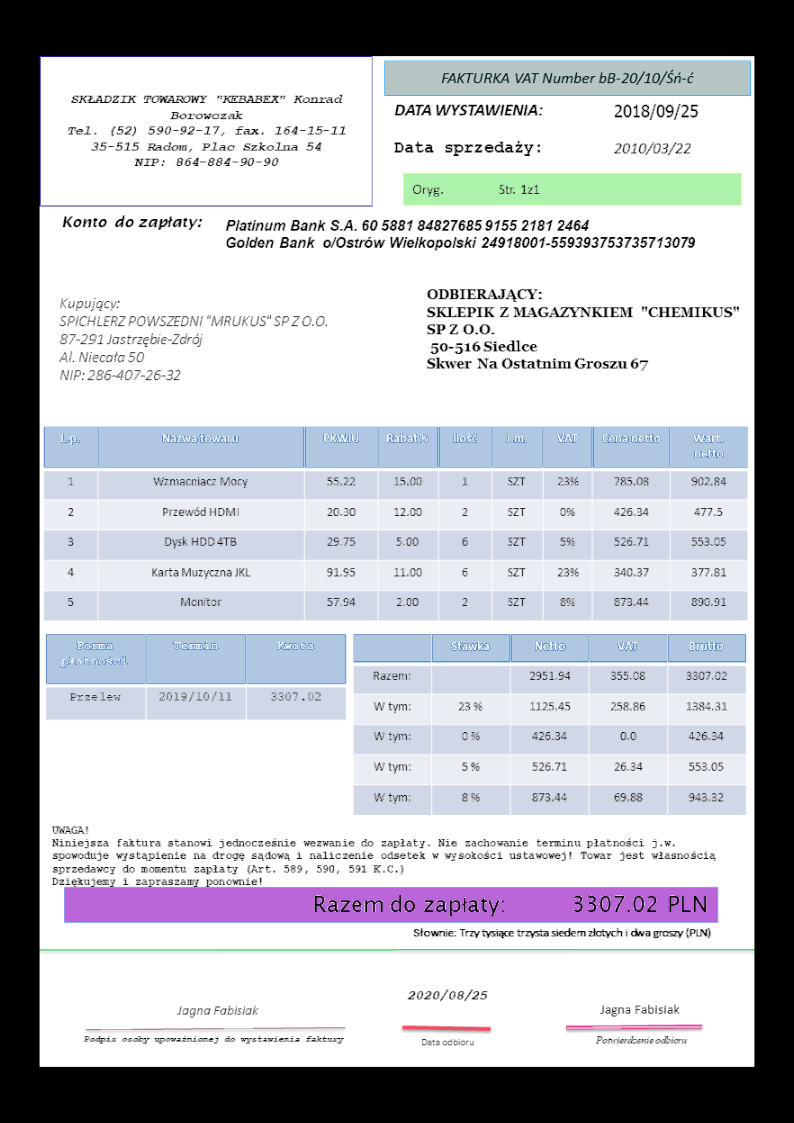 SKŁADZIK TOWAROWY "KEBABEX" Konrad
Borowczak
Tel. (52) 590-92-17, fax. 164-15-11
35-515 Radom, Plac Szkolna 54
NIP: 864-884-90-90
FAKTURKA VAT Number bB-20/10/Śń-ć
DATA WYSTAWIENIA: 2018/09/25
Data sprzedaży: 2010/03/22
Oryg. Str. 1z1
Konto do zapłaty: Platinum Bank S.A. 60 5881 84827685 9155 2181 2464
Golden Bank o/Ostrów Wielkopolski 24918001-559393753735713079
Kupujący:
SPICHLERZ POWSZEDNI "MRUKUS" SP Z O.O.
87-291 Jastrzębie-Zdrój
Al. Niecała 50
NIP: 286-407-26-32
ODBIERAJĄCY:
SKLEPIK Z MAGAZYNKIEM "CHEMIKUS"
SP Z O.O.
50-516 Siedlce
Skwer Na Ostatnim Groszu 67
L.p. Nazwa towaru PKWiU Rabat% Ilość J.m. VAT Cena netto Wart. netto
1 Wzmacniacz Mocy 55.22 15.00 1 SZT 23% 785.08 902.84
2 Przewód HDMI 20.30 12.00 2 SZT 0% 426.34 477.5
3 Dysk HDD 4TB 29.75 5.00 6 SZT 5% 526.71 553.05
4 Karta Muzyczna JKL 91.95 11.00 6 SZT 23% 340.37 377.81
5 Monitor 57.94 2.00 2 SZT 8% 873.44 890.91
Forma płatności Termin Kwota
Przelew 2019/10/11 3307.02
Stawka Netto VAT Brutto
Razem: 2951.94 355.08 3307.02
W tym: 23 % 1125.45 258.86 1384.31
W tym: 0 % 426.34 0.0 426.34
W tym: 5 % 526.71 26.34 553.05
W tym: 8 % 873.44 69.88 943.32
UWAGA!
Niniejsza faktura stanowi jednocześnie wezwanie do zapłaty. Nie zachowanie terminu płatności j.w.
spowoduje wystąpienie na drogę sądową i naliczenie odsetek w wysokości ustawowej! Towar jest własnością
sprzedawcy do momentu zapłaty (Art. 589, 590, 591 K.C.)
Dziękujemy i zapraszamy ponownie!
Razem do zapłaty: 3307.02 PLN
Słownie: Trzy tysiące trzysta siedem złotych i dwa groszy (PLN)
Jagna Fabisiak
Podpis osoby upoważnionej do wystawienia faktury
2020/08/25
Data odbioru
Jagna Fabisiak
Potwierdzenie odbioru